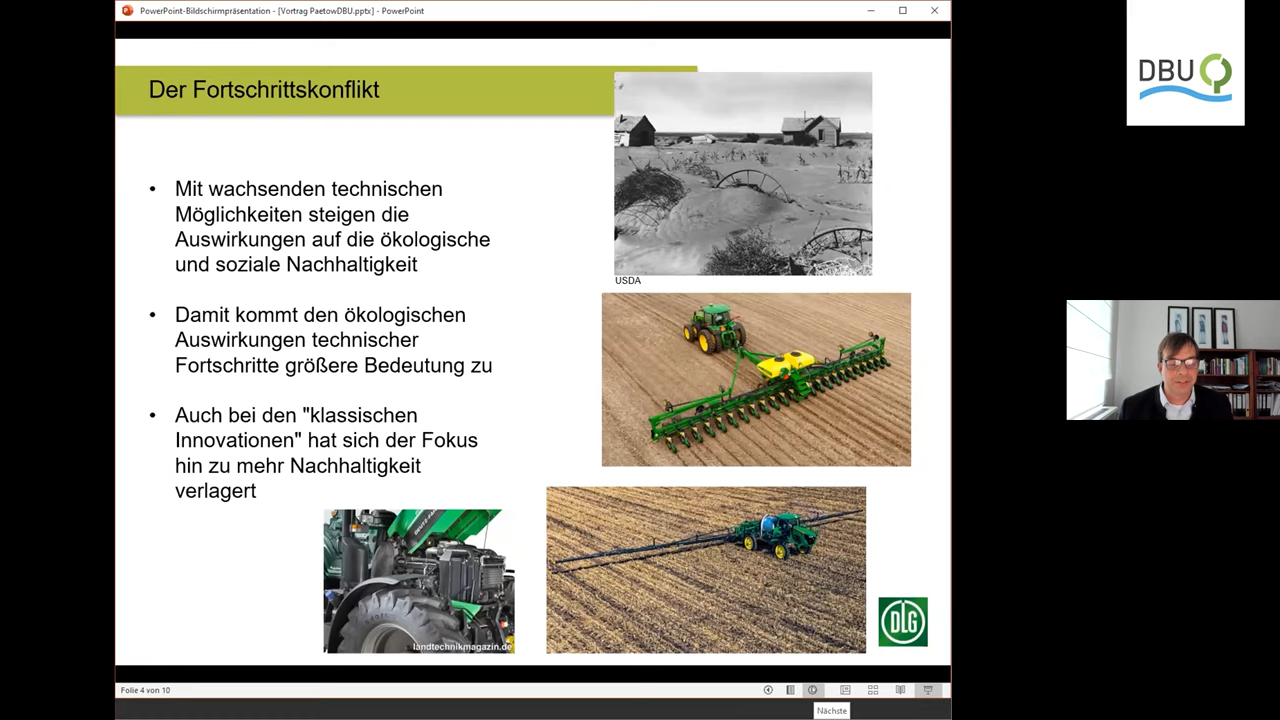 PowerPoint-Bildschirmpräsentation - [Vortrag PaetowDBU.pptx] - PowerPoint
DBU
Der Fortschrittskonflikt
• Mit wachsenden technischen
Möglichkeiten steigen die
Auswirkungen auf die ökologische
und soziale Nachhaltigkeit
USDA
• Damit kommt den ökologischen
Auswirkungen technischer
Fortschritte größere Bedeutung zu
• Auch bei den "klassischen
Innovationen" hat sich der Fokus
hin zu mehr Nachhaltigkeit
verlagert
landtechnikmagazin.de
DLG
Folie 4 von 10
Nächste